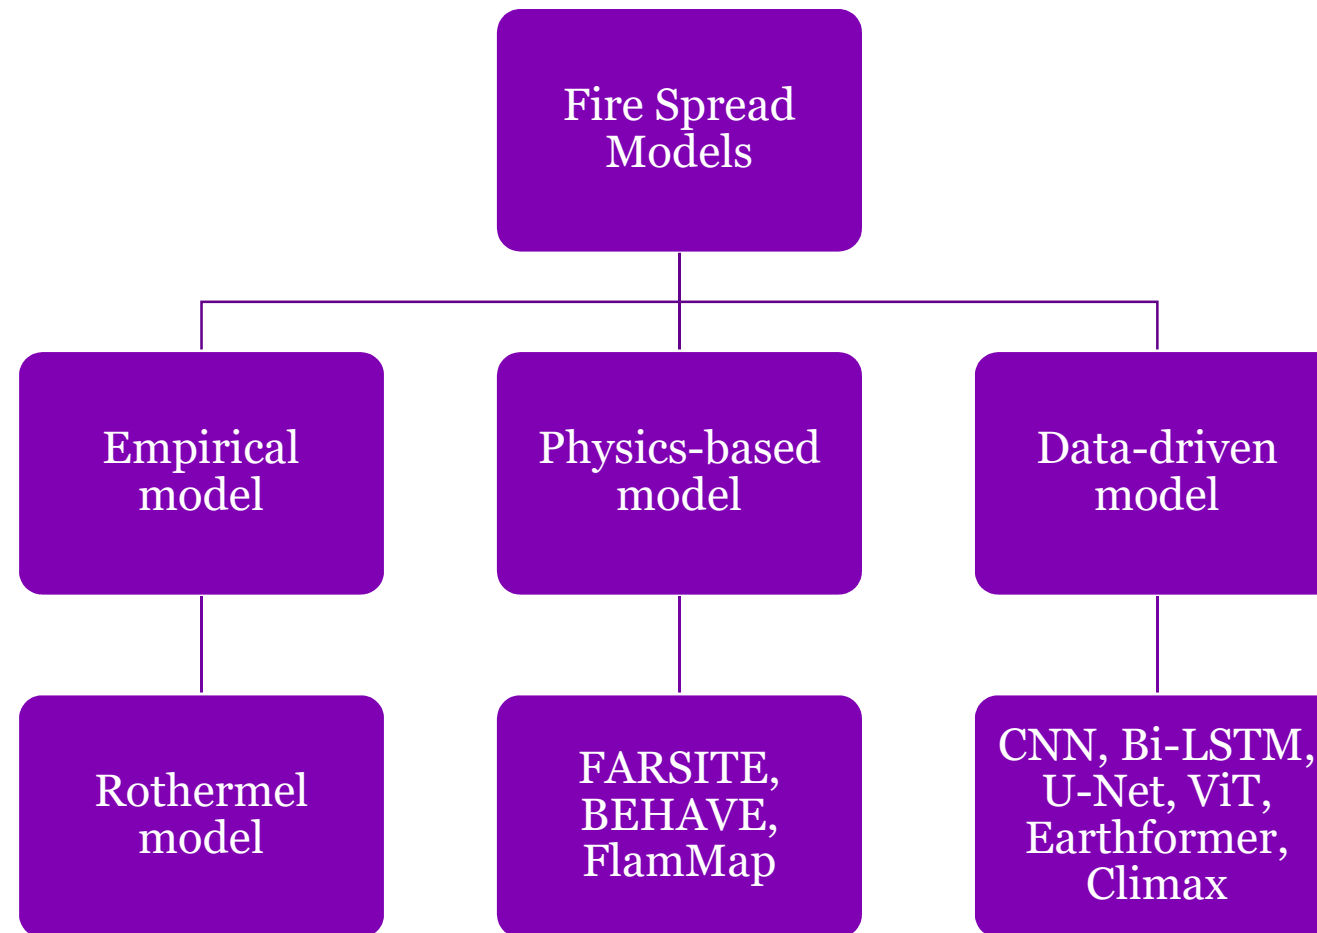 Fire Spread
Models
Empirical
model
Physics-based
model
Data-driven
model
Rothermel
model
FARSITE,
BEHAVE,
FlamMap
CNN, Bi-LSTM,
U-Net, ViT,
Earthformer,
Climax